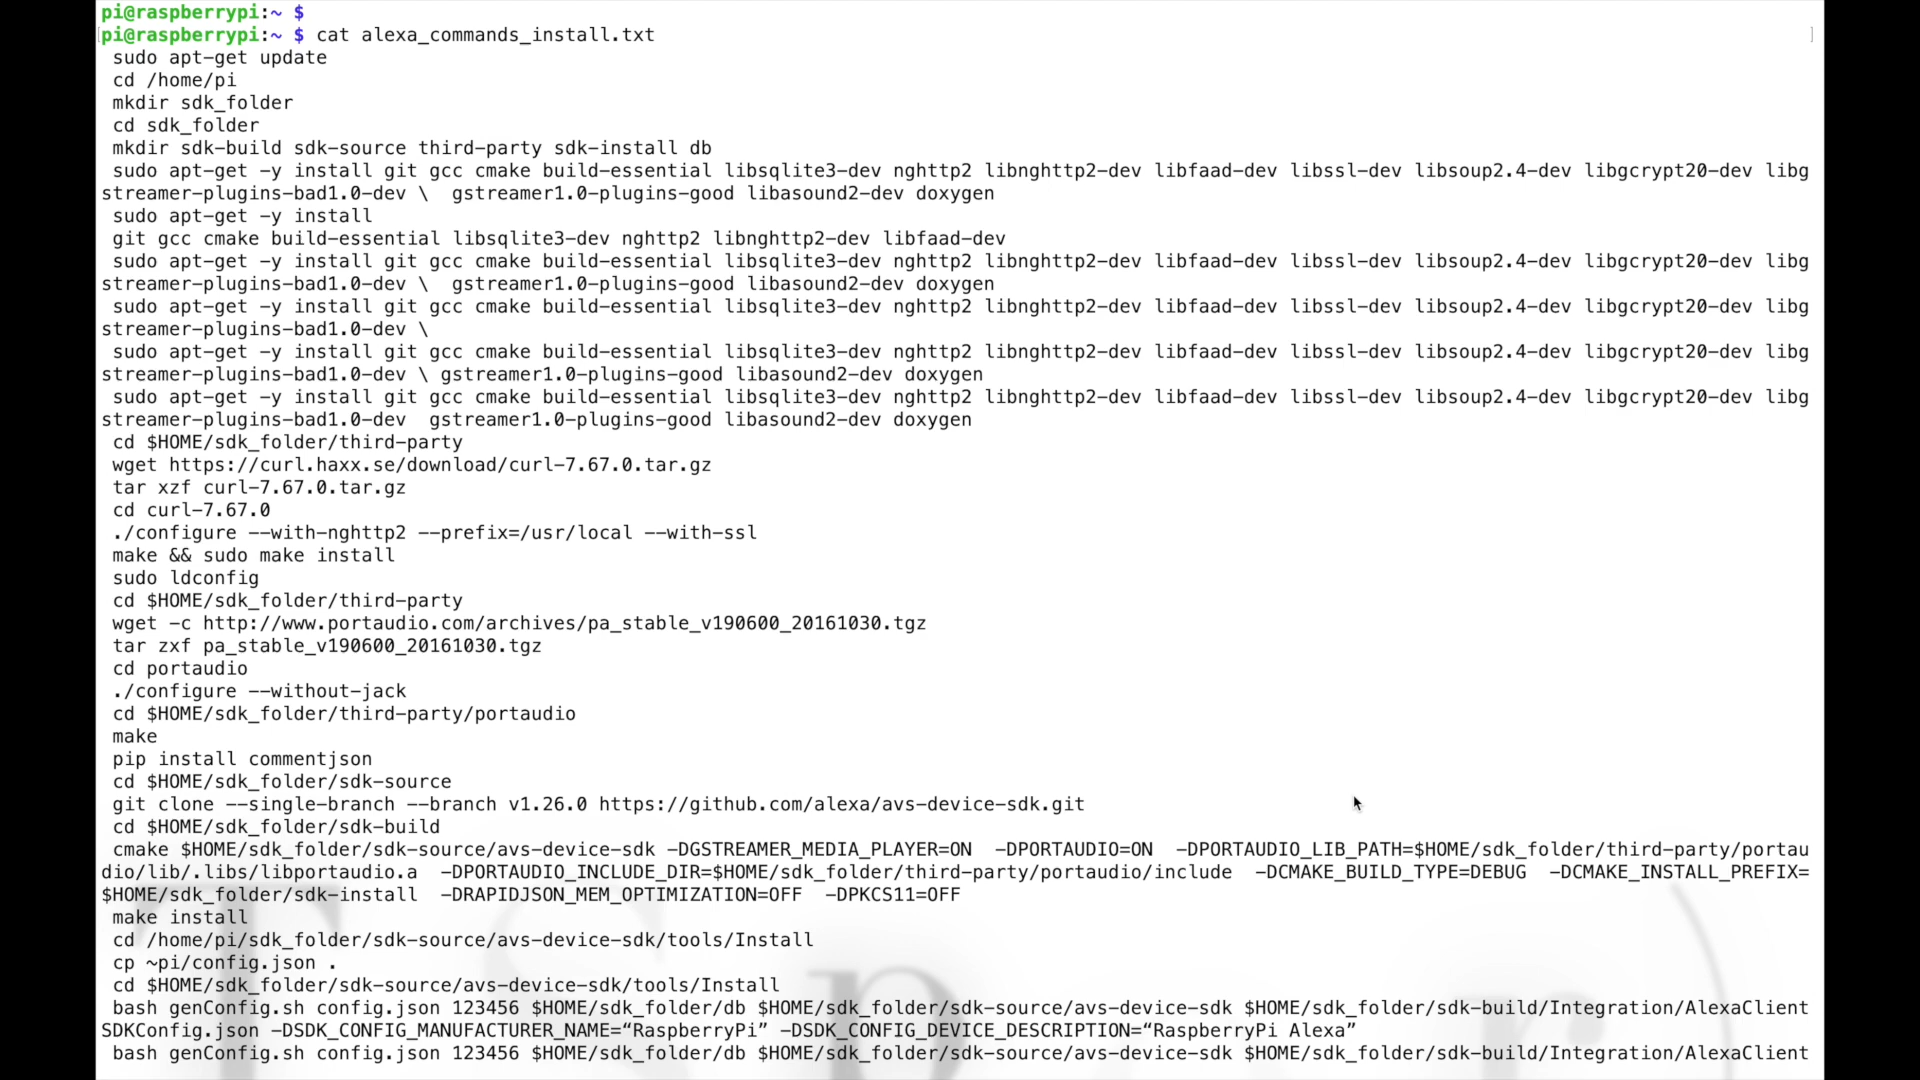 pi@raspberrypi:~ $
pi@raspberrypi:~ $ cat alexa_commands_install.txt
sudo apt-get update
cd /home/pi
mkdir sdk_folder
cd sdk_folder
mkdir sdk-build sdk-source third-party sdk-install db
sudo apt-get -y install git gcc cmake build-essential libsqlite3-dev nghttp2 libnghttp2-dev libfaad-dev libssl-dev libsoup2.4-dev libgcrypt20-dev libg
streamer-plugins-bad1.0-dev \  gstreamer1.0-plugins-good libasound2-dev doxygen
sudo apt-get -y install
git gcc cmake build-essential libsqlite3-dev nghttp2 libnghttp2-dev libfaad-dev
sudo apt-get -y install git gcc cmake build-essential libsqlite3-dev nghttp2 libnghttp2-dev libfaad-dev libssl-dev libsoup2.4-dev libgcrypt20-dev libg
streamer-plugins-bad1.0-dev \  gstreamer1.0-plugins-good libasound2-dev doxygen
sudo apt-get -y install git gcc cmake build-essential libsqlite3-dev nghttp2 libnghttp2-dev libfaad-dev libssl-dev libsoup2.4-dev libgcrypt20-dev libg
streamer-plugins-bad1.0-dev \
sudo apt-get -y install git gcc cmake build-essential libsqlite3-dev nghttp2 libnghttp2-dev libfaad-dev libssl-dev libsoup2.4-dev libgcrypt20-dev libg
streamer-plugins-bad1.0-dev \ gstreamer1.0-plugins-good libasound2-dev doxygen
sudo apt-get -y install git gcc cmake build-essential libsqlite3-dev nghttp2 libnghttp2-dev libfaad-dev libssl-dev libsoup2.4-dev libgcrypt20-dev libg
streamer-plugins-bad1.0-dev  gstreamer1.0-plugins-good libasound2-dev doxygen
cd $HOME/sdk_folder/third-party
wget https://curl.haxx.se/download/curl-7.67.0.tar.gz
tar xzf curl-7.67.0.tar.gz
cd curl-7.67.0
./configure --with-nghttp2 --prefix=/usr/local --with-ssl
make && sudo make install
sudo ldconfig
cd $HOME/sdk_folder/third-party
wget -c http://www.portaudio.com/archives/pa_stable_v190600_20161030.tgz
tar zxf pa_stable_v190600_20161030.tgz
cd portaudio
./configure --without-jack
cd $HOME/sdk_folder/third-party/portaudio
make
pip install commentjson
cd $HOME/sdk_folder/sdk-source
git clone --single-branch --branch v1.26.0 https://github.com/alexa/avs-device-sdk.git
cd $HOME/sdk_folder/sdk-build
cmake $HOME/sdk_folder/sdk-source/avs-device-sdk -DGSTREAMER_MEDIA_PLAYER=ON  -DPORTAUDIO=ON  -DPORTAUDIO_LIB_PATH=$HOME/sdk_folder/third-party/portau
dio/lib/.libs/libportaudio.a  -DPORTAUDIO_INCLUDE_DIR=$HOME/sdk_folder/third-party/portaudio/include  -DCMAKE_BUILD_TYPE=DEBUG  -DCMAKE_INSTALL_PREFIX=
$HOME/sdk_folder/sdk-install  -DRAPIDJSON_MEM_OPTIMIZATION=OFF  -DPKCS11=OFF
make install
cd /home/pi/sdk_folder/sdk-source/avs-device-sdk/tools/Install
cp ~pi/config.json .
cd $HOME/sdk_folder/sdk-source/avs-device-sdk/tools/Install
bash genConfig.sh config.json 123456 $HOME/sdk_folder/db $HOME/sdk_folder/sdk-source/avs-device-sdk $HOME/sdk_folder/sdk-build/Integration/AlexaClient
SDKConfig.json -DSDK_CONFIG_MANUFACTURER_NAME=“RaspberryPi” -DSDK_CONFIG_DEVICE_DESCRIPTION=“RaspberryPi Alexa”
bash genConfig.sh config.json 123456 $HOME/sdk_folder/db $HOME/sdk_folder/sdk-source/avs-device-sdk $HOME/sdk_folder/sdk-build/Integration/AlexaClient